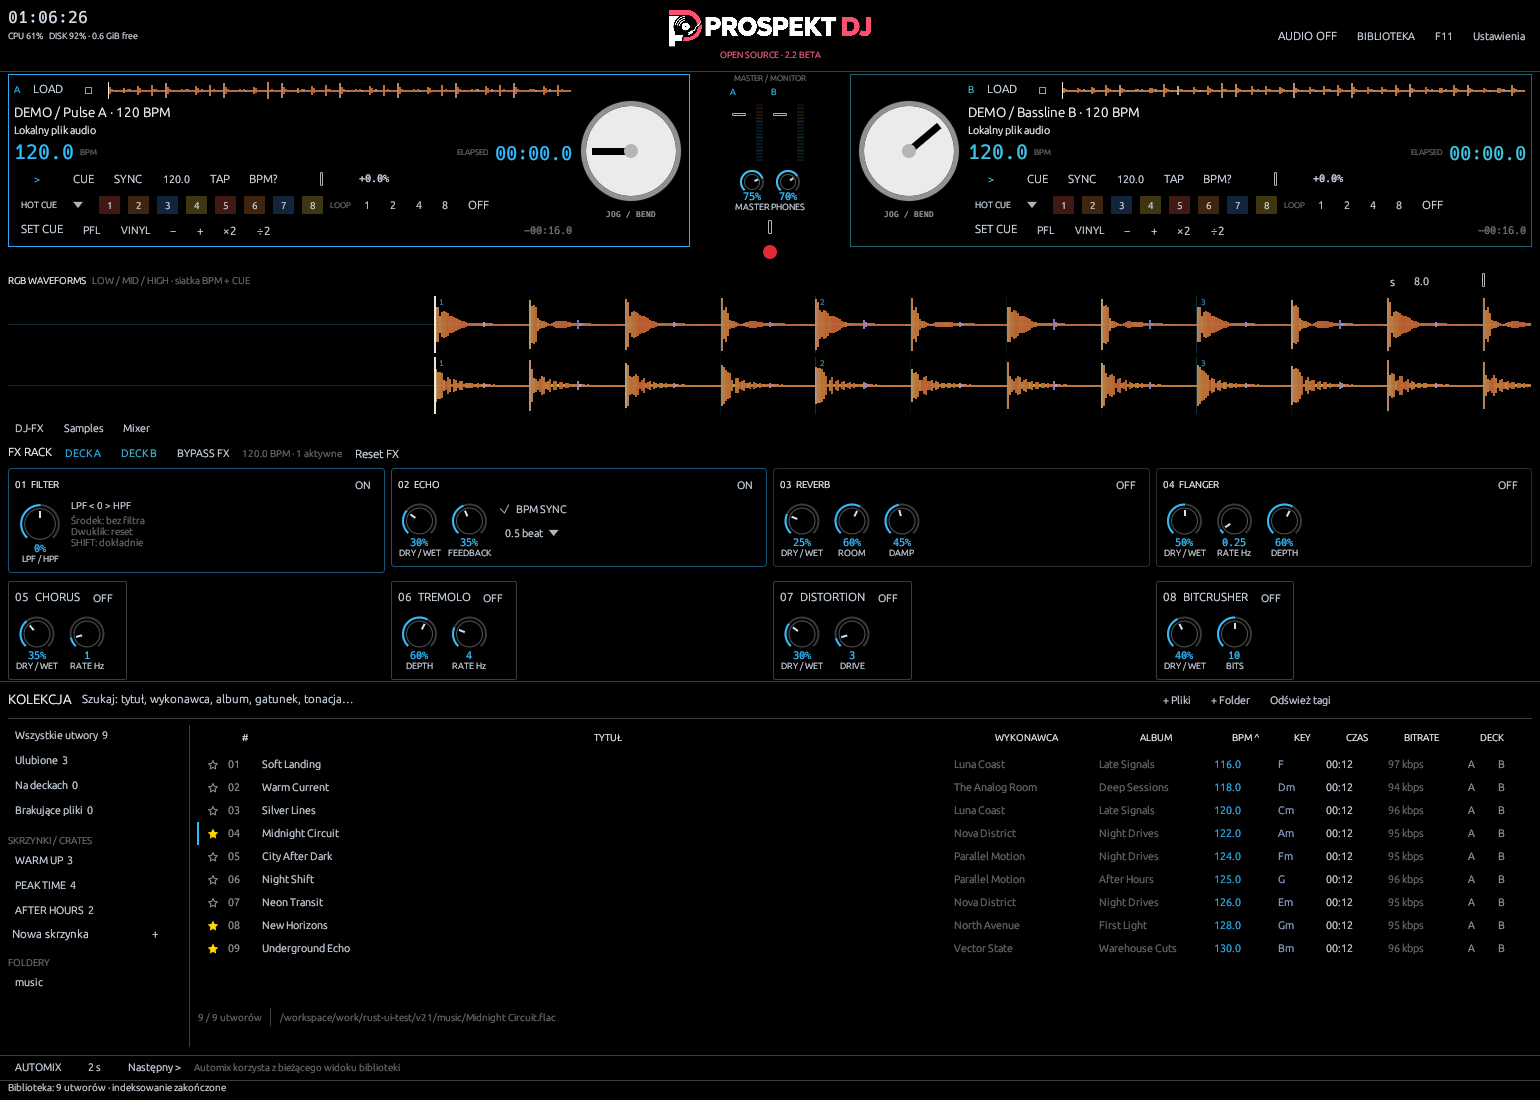 01:06:26
CPU 61% DISK 92% · 0.6 GiB free
PROSPEKT DJ
OPEN SOURCE · 2.2 BETA
AUDIO OFF BIBLIOTEKA F11 Ustawienia
A LOAD
DEMO / Pulse A · 120 BPM
Lokalny plik audio
120.0 BPM ELAPSED 00:00.0
> CUE SYNC 120.0 TAP BPM? +0.0%
HOT CUE 1 2 3 4 5 6 7 8 LOOP 1 2 4 8 OFF
SET CUE PFL VINYL − + ×2 ÷2 −00:16.0
JOG / BEND
MASTER / MONITOR
A B
75% 70%
MASTER PHONES
B LOAD
DEMO / Bassline B · 120 BPM
Lokalny plik audio
120.0 BPM ELAPSED 00:00.0
> CUE SYNC 120.0 TAP BPM? +0.0%
HOT CUE 1 2 3 4 5 6 7 8 LOOP 1 2 4 8 OFF
SET CUE PFL VINYL − + ×2 ÷2 −00:16.0
JOG / BEND
RGB WAVEFORMS LOW / MID / HIGH · siatka BPM + CUE s 8.0
1 2 3
1 2 3
DJ-FX Samples Mixer
FX RACK DECK A DECK B BYPASS FX 120.0 BPM · 1 aktywne Reset FX
01 FILTER ON
LPF < 0 > HPF
Środek: bez filtra
Dwuklik: reset
SHIFT: dokładnie
0%
LPF / HPF
02 ECHO ON
BPM SYNC
0.5 beat
30% 35%
DRY / WET FEEDBACK
03 REVERB OFF
25% 60% 45%
DRY / WET ROOM DAMP
04 FLANGER OFF
50% 0.25 60%
DRY / WET RATE Hz DEPTH
05 CHORUS OFF
35% 1
DRY / WET RATE Hz
06 TREMOLO OFF
60% 4
DEPTH RATE Hz
07 DISTORTION OFF
30% 3
DRY / WET DRIVE
08 BITCRUSHER OFF
40% 10
DRY / WET BITS
KOLEKCJA Szukaj: tytuł, wykonawca, album, gatunek, tonacja... + Pliki + Folder Odśwież tagi
Wszystkie utwory 9
Ulubione 3
Na deckach 0
Brakujące pliki 0
SKRZYNKI / CRATES
WARM UP 3
PEAK TIME 4
AFTER HOURS 2
Nowa skrzynka +
FOLDERY
music
# TYTUŁ WYKONAWCA ALBUM BPM ^ KEY CZAS BITRATE DECK
01 Soft Landing Luna Coast Late Signals 116.0 F 00:12 97 kbps A B
02 Warm Current The Analog Room Deep Sessions 118.0 Dm 00:12 94 kbps A B
03 Silver Lines Luna Coast Late Signals 120.0 Cm 00:12 96 kbps A B
04 Midnight Circuit Nova District Night Drives 122.0 Am 00:12 95 kbps A B
05 City After Dark Parallel Motion Night Drives 124.0 Fm 00:12 95 kbps A B
06 Night Shift Parallel Motion After Hours 125.0 G 00:12 96 kbps A B
07 Neon Transit Nova District Night Drives 126.0 Em 00:12 95 kbps A B
08 New Horizons North Avenue First Light 128.0 Gm 00:12 95 kbps A B
09 Underground Echo Vector State Warehouse Cuts 130.0 Bm 00:12 96 kbps A B
9 / 9 utworów /workspace/work/rust-ui-test/v21/music/Midnight Circuit.flac
AUTOMIX 2 s Następny > Automix korzysta z bieżącego widoku biblioteki
Biblioteka: 9 utworów · indeksowanie zakończone